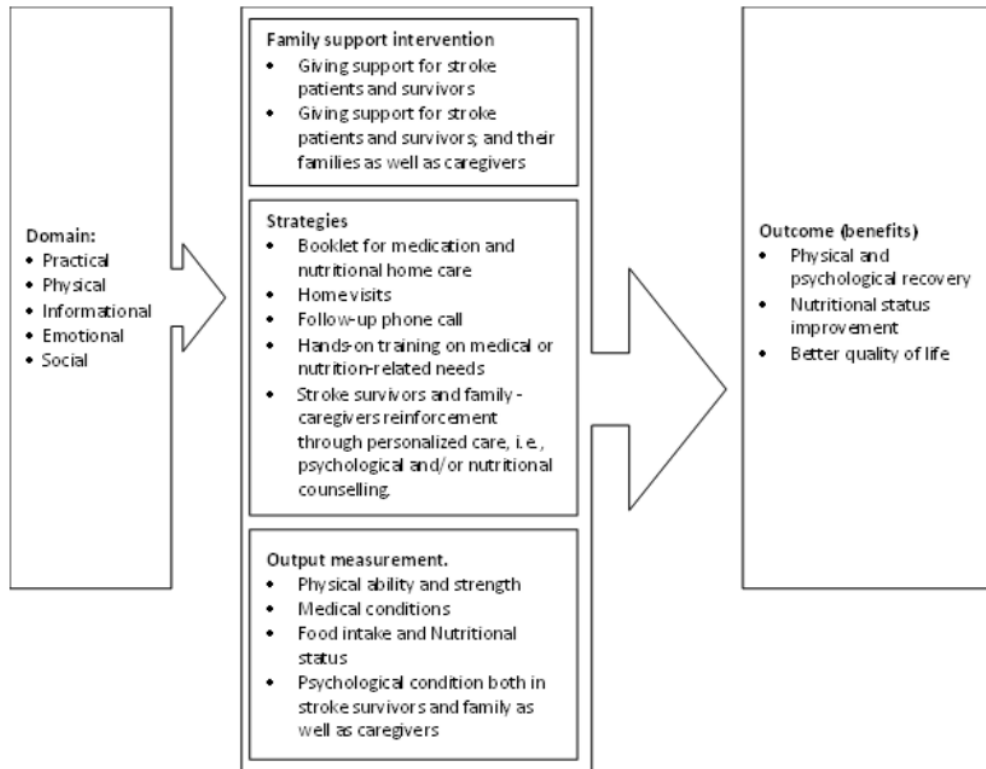 Domain:
• Practical
• Physical
• Informational
• Emotional
• Social
Family support intervention
• Giving support for stroke
patients and survivors
• Giving support for stroke
patients and survivors; and their
families as well as caregivers
Strategies
• Booklet for medication and
nutritional home care
• Home visits
• Follow-up phone call
• Hands-on training on medical or
nutrition-related needs
• Stroke survivors and family -
caregivers reinforcement
through personalized care, i.e.,
psychological and/or nutritional
counselling.
Output measurement.
• Physical ability and strength
• Medical conditions
• Food intake and Nutritional
status
• Psychological condition both in
stroke survivors and family as
well as caregivers
Outcome (benefits)
• Physical and
psychological recovery
• Nutritional status
improvement
• Better quality of life